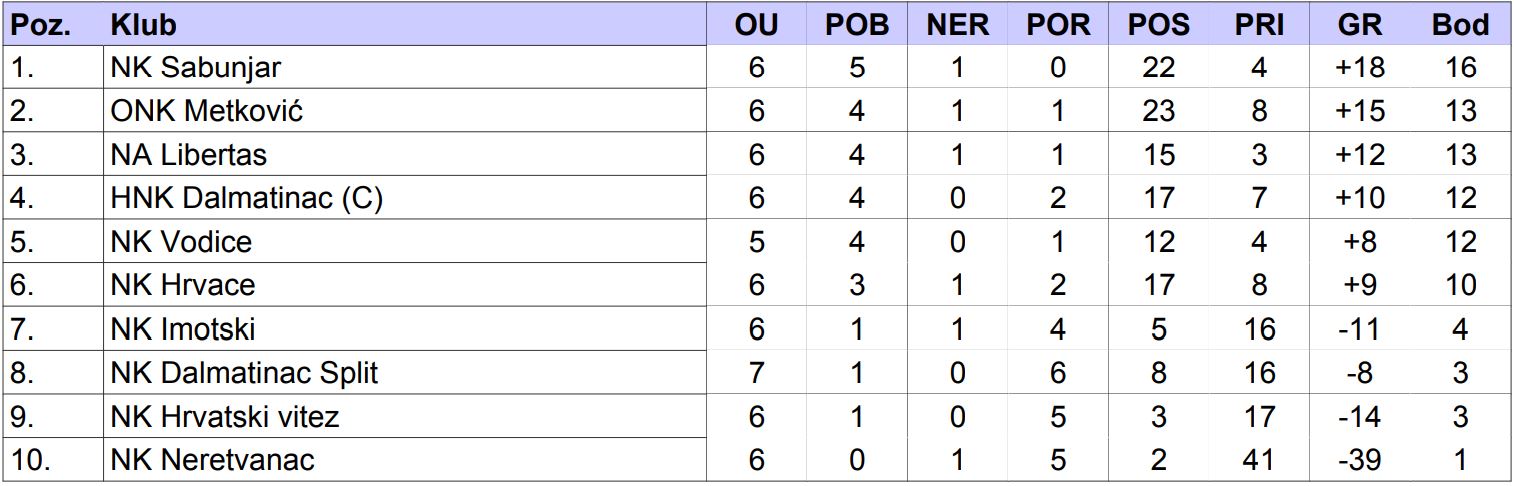 Poz. Klub OU POB NER POR POS PRI GR Bod
1. NK Sabunjar 6 5 1 0 22 4 +18 16
2. ONK Metković 6 4 1 1 23 8 +15 13
3. NA Libertas 6 4 1 1 15 3 +12 13
4. HNK Dalmatinac (C) 6 4 0 2 17 7 +10 12
5. NK Vodice 5 4 0 1 12 4 +8 12
6. NK Hrvace 6 3 1 2 17 8 +9 10
7. NK Imotski 6 1 1 4 5 16 -11 4
8. NK Dalmatinac Split 7 1 0 6 8 16 -8 3
9. NK Hrvatski vitez 6 1 0 5 3 17 -14 3
10. NK Neretvanac 6 0 1 5 2 41 -39 1